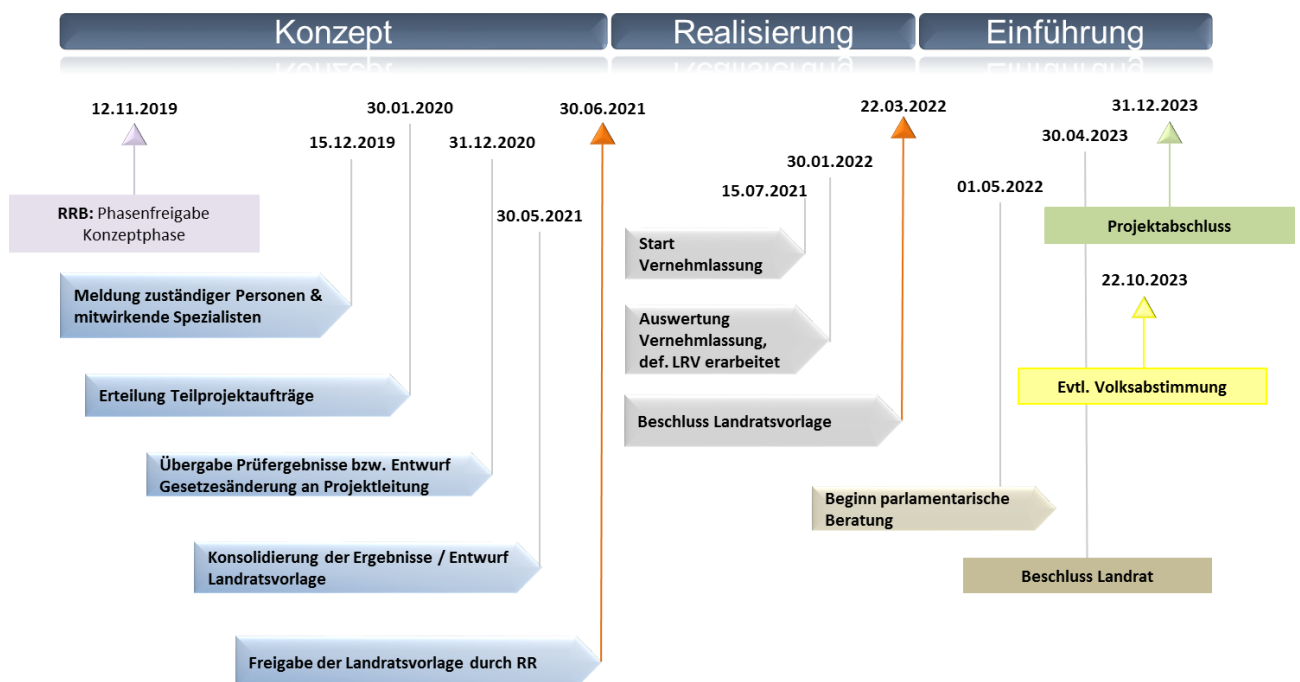 Konzept
Realisierung
Einführung
12.11.2019
30.01.2020
30.06.2021
22.03.2022
31.12.2023
15.12.2019
31.12.2020
30.01.2022
30.04.2023
30.05.2021
15.07.2021
01.05.2022
RRB: Phasenfreigabe
Konzeptphase
Start
Vernehmlassung
Projektabschluss
22.10.2023
Meldung zuständiger Personen &
mitwirkende Spezialisten
Auswertung
Vernehmlassung,
def. LRV erarbeitet
Erteilung Teilprojektaufträge
Evtl. Volksabstimmung
Beschluss Landratsvorlage
Übergabe Prüfergebnisse bzw. Entwurf
Gesetzesänderung an Projektleitung
Beginn parlamentarische
Beratung
Konsolidierung der Ergebnisse / Entwurf
Landratsvorlage
Beschluss Landrat
Freigabe der Landratsvorlage durch RR